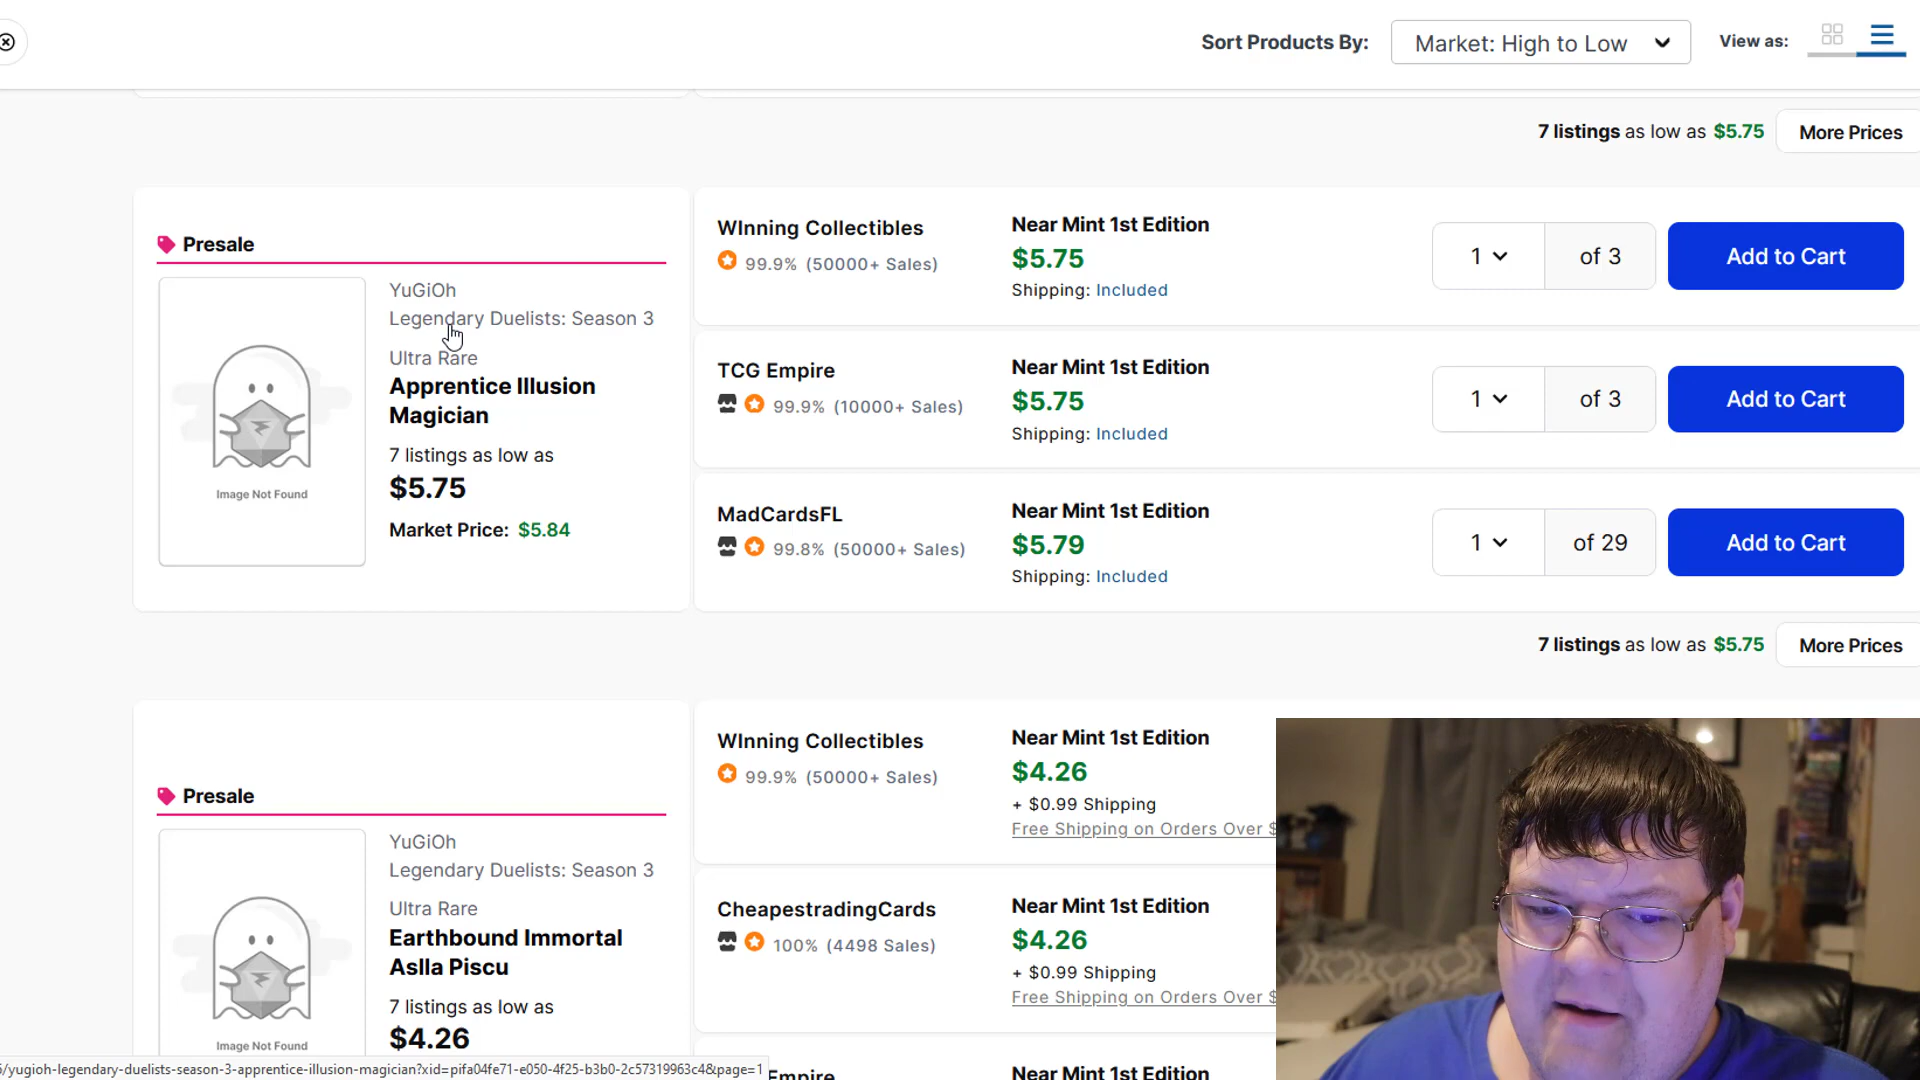 Sort Products By:
Market: High to Low
View as:
7 listings as low as $5.75
More Prices
Presale
YuGiOh
Legendary Duelists: Season 3
Ultra Rare
Apprentice Illusion
Magician
7 listings as low as
$5.75
Market Price: $5.84
Image Not Found
WInning Collectibles
99.9% (50000+ Sales)
Near Mint 1st Edition
$5.75
Shipping: Included
1
of 3
Add to Cart
TCG Empire
99.9% (10000+ Sales)
Near Mint 1st Edition
$5.75
Shipping: Included
1
of 3
Add to Cart
MadCardsFL
99.8% (50000+ Sales)
Near Mint 1st Edition
$5.79
Shipping: Included
1
of 29
Add to Cart
7 listings as low as $5.75
More Prices
Presale
YuGiOh
Legendary Duelists: Season 3
Ultra Rare
Earthbound Immortal
Aslla Piscu
7 listings as low as
$4.26
Image Not Found
WInning Collectibles
99.9% (50000+ Sales)
Near Mint 1st Edition
$4.26
+ $0.99 Shipping
Free Shipping on Orders Over $
CheapestradingCards
100% (4498 Sales)
Near Mint 1st Edition
$4.26
+ $0.99 Shipping
Free Shipping on Orders Over $
Empire
Near Mint 1st Edition
/yugioh-legendary-duelists-season-3-apprentice-illusion-magician?xid=pifa04fe71-e050-4f25-b3b0-2c57319963c4&page=1